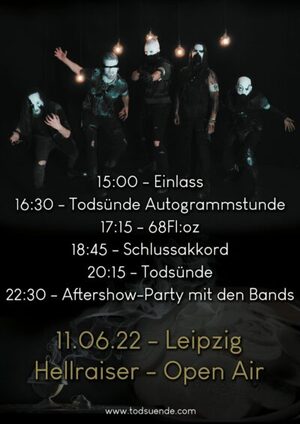 15:00 - Einlass
16:30 - Todsünde Autogrammstunde
17:15 - 68Fl:oz
18:45 - Schlussakkord
20:15 - Todsünde
22:30 - Aftershow-Party mit den Bands
11.06.22 - Leipzig
Hellraiser - Open Air
www.todsuende.com